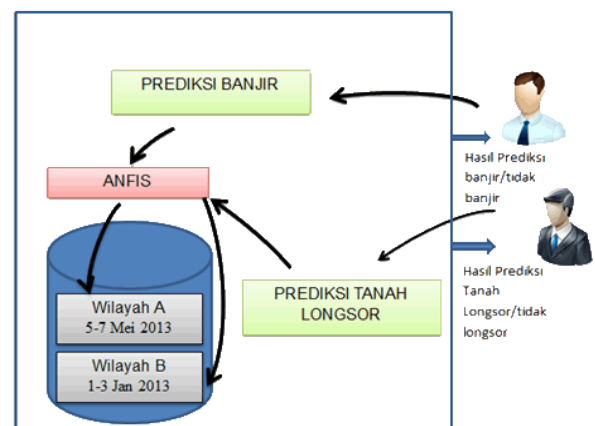 PREDIKSI BANJIR
Hasil Prediksi
banjir/tidak
banjir
ANFIS
PREDIKSI TANAH
LONGSOR
Hasil Prediksi
Tanah
Longsor/tidak
longsor
Wilayah A
5-7 Mei 2013
Wilayah B
1-3 Jan 2013